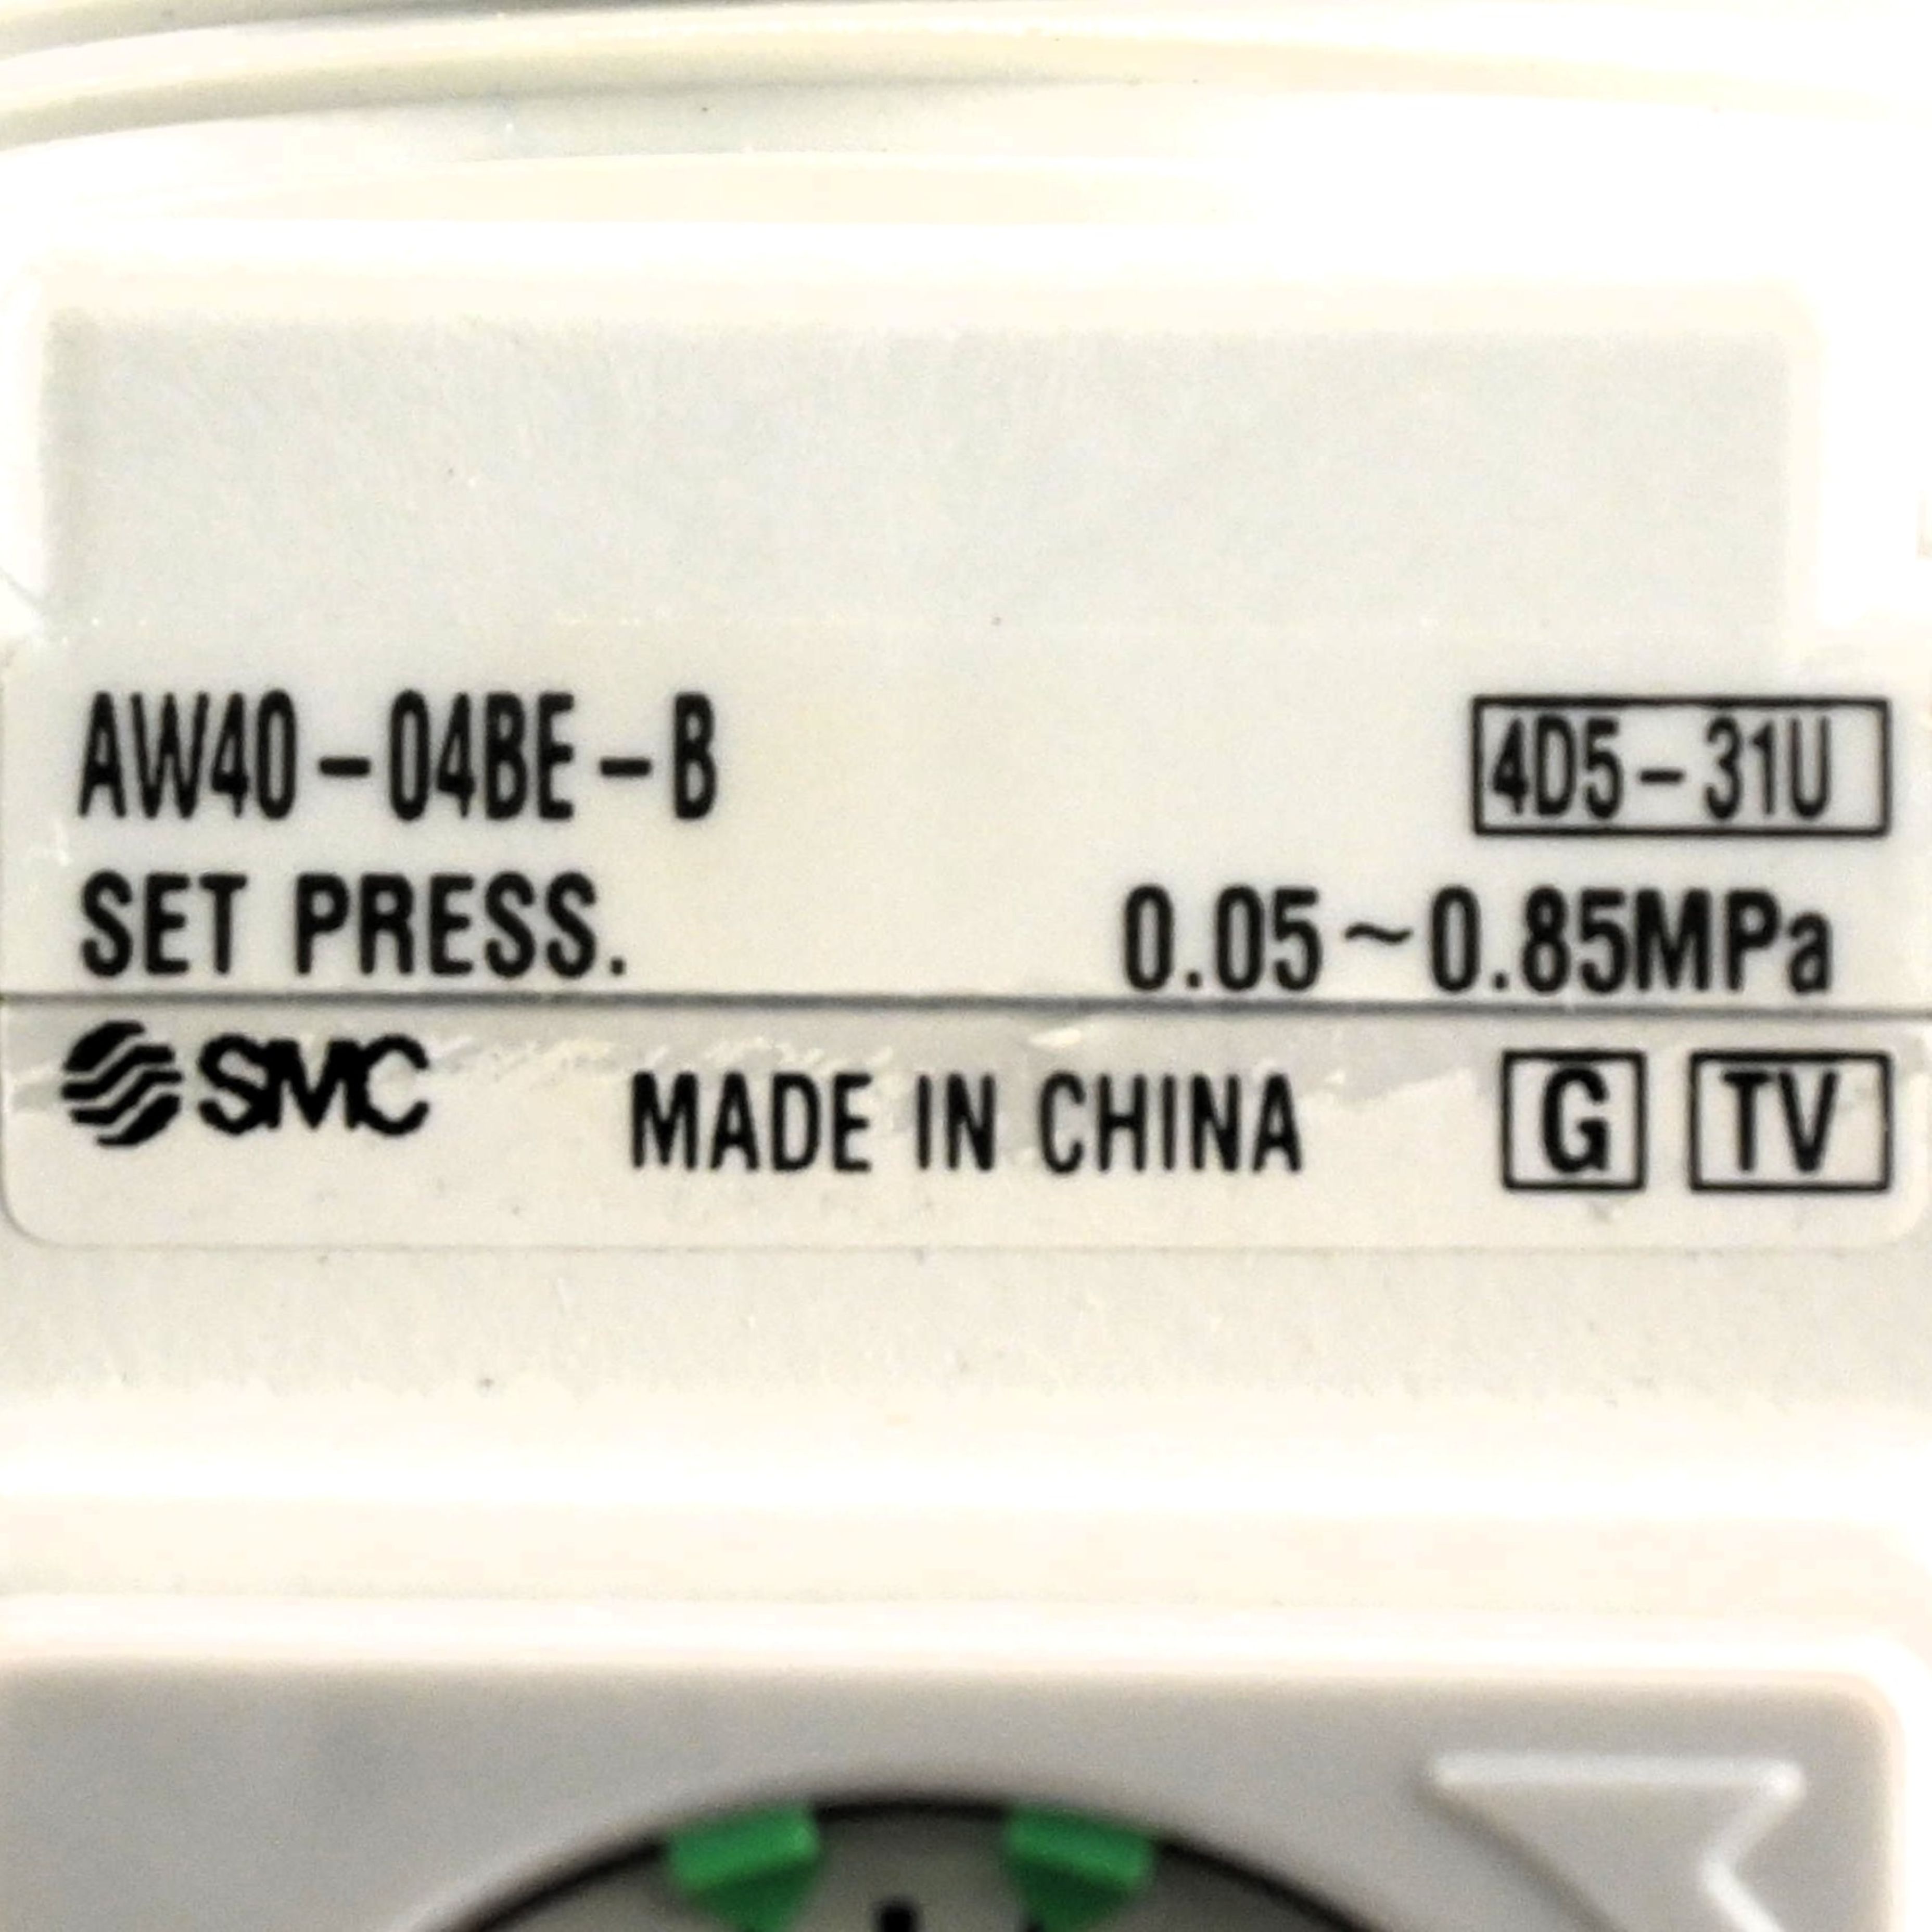 AW40-04BE-B 4D5-31U
SET PRESS. 0.05~0.85MPa
SMC MADE IN CHINA G TV